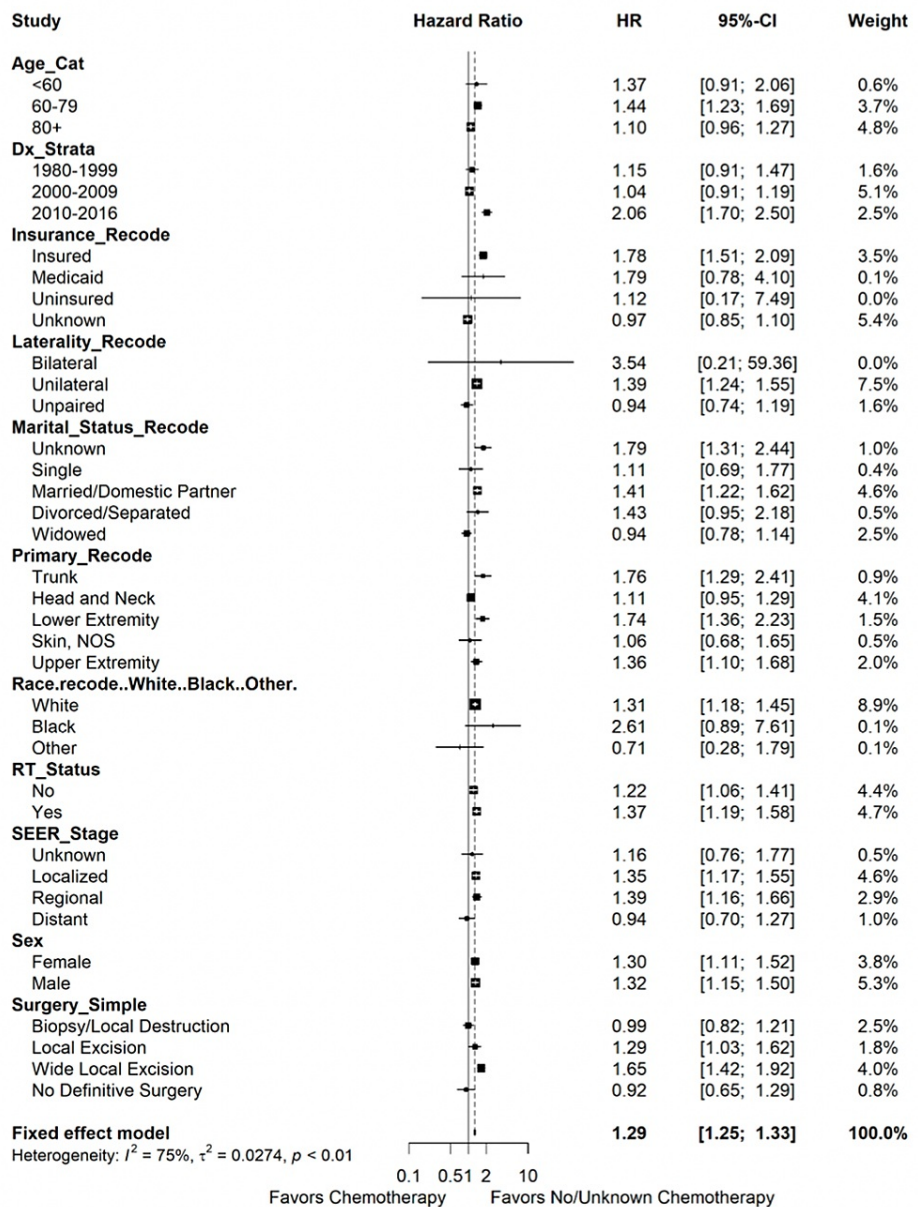 Study Hazard Ratio HR 95%-CI Weight
Age_Cat
<60 1.37 [0.91; 2.06] 0.6%
60-79 1.44 [1.23; 1.69] 3.7%
80+ 1.10 [0.96; 1.27] 4.8%
Dx_Strata
1980-1999 1.15 [0.91; 1.47] 1.6%
2000-2009 1.04 [0.91; 1.19] 5.1%
2010-2016 2.06 [1.70; 2.50] 2.5%
Insurance_Recode
Insured 1.78 [1.51; 2.09] 3.5%
Medicaid 1.79 [0.78; 4.10] 0.1%
Uninsured 1.12 [0.17; 7.49] 0.0%
Unknown 0.97 [0.85; 1.10] 5.4%
Laterality_Recode
Bilateral 3.54 [0.21; 59.36] 0.0%
Unilateral 1.39 [1.24; 1.55] 7.5%
Unpaired 0.94 [0.74; 1.19] 1.6%
Marital_Status_Recode
Unknown 1.79 [1.31; 2.44] 1.0%
Single 1.11 [0.69; 1.77] 0.4%
Married/Domestic Partner 1.41 [1.22; 1.62] 4.6%
Divorced/Separated 1.43 [0.95; 2.18] 0.5%
Widowed 0.94 [0.78; 1.14] 2.5%
Primary_Recode
Trunk 1.76 [1.29; 2.41] 0.9%
Head and Neck 1.11 [0.95; 1.29] 4.1%
Lower Extremity 1.74 [1.36; 2.23] 1.5%
Skin, NOS 1.06 [0.68; 1.65] 0.5%
Upper Extremity 1.36 [1.10; 1.68] 2.0%
Race.recode..White..Black..Other.
White 1.31 [1.18; 1.45] 8.9%
Black 2.61 [0.89; 7.61] 0.1%
Other 0.71 [0.28; 1.79] 0.1%
RT_Status
No 1.22 [1.06; 1.41] 4.4%
Yes 1.37 [1.19; 1.58] 4.7%
SEER_Stage
Unknown 1.16 [0.76; 1.77] 0.5%
Localized 1.35 [1.17; 1.55] 4.6%
Regional 1.39 [1.16; 1.66] 2.9%
Distant 0.94 [0.70; 1.27] 1.0%
Sex
Female 1.30 [1.11; 1.52] 3.8%
Male 1.32 [1.15; 1.50] 5.3%
Surgery_Simple
Biopsy/Local Destruction 0.99 [0.82; 1.21] 2.5%
Local Excision 1.29 [1.03; 1.62] 1.8%
Wide Local Excision 1.65 [1.42; 1.92] 4.0%
No Definitive Surgery 0.92 [0.65; 1.29] 0.8%
Fixed effect model 1.29 [1.25; 1.33] 100.0%
Heterogeneity: I² = 75%, τ² = 0.0274, p < 0.01
0.1 0.51 2 10
Favors Chemotherapy Favors No/Unknown Chemotherapy